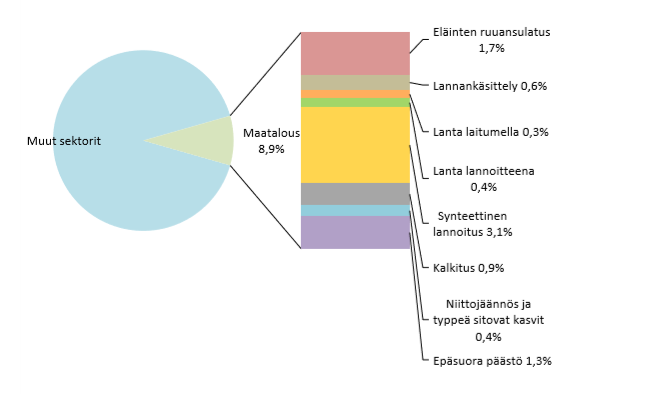 Muut sektorit
Maatalous
8,9%
Eläinten ruuansulatus
1,7%
Lannankäsittely 0,6%
Lanta laitumella 0,3%
Lanta lannoitteena
0,4%
Synteettinen
lannoitus 3,1%
Kalkitus 0,9%
Niittojäännös ja
typpeä sitovat kasvit
0,4%
Epäsuora päästö 1,3%